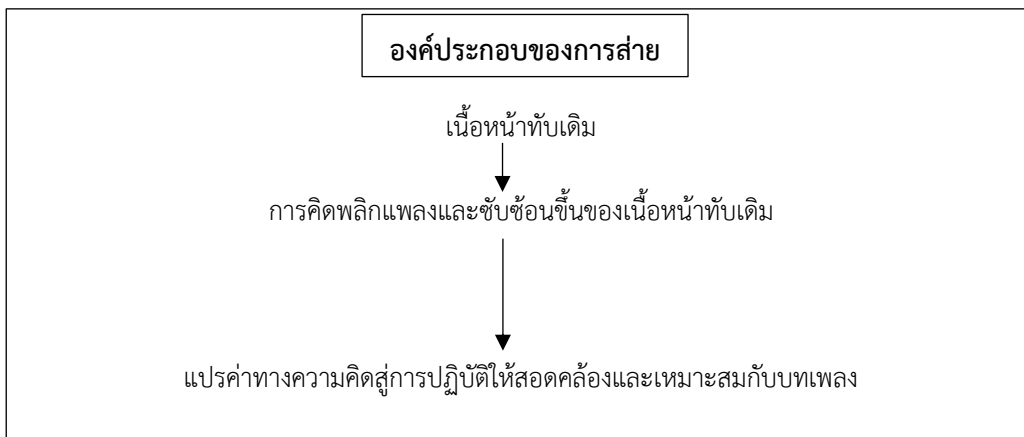 องค์ประกอบของการส่าย
เนื้อหน้าทับเดิม
การคิดพลิกแพลงและซับซ้อนขึ้นของเนื้อหน้าทับเดิม
แปรค่าทางความคิดสู่การปฏิบัติให้สอดคล้องและเหมาะสมกับบทเพลง